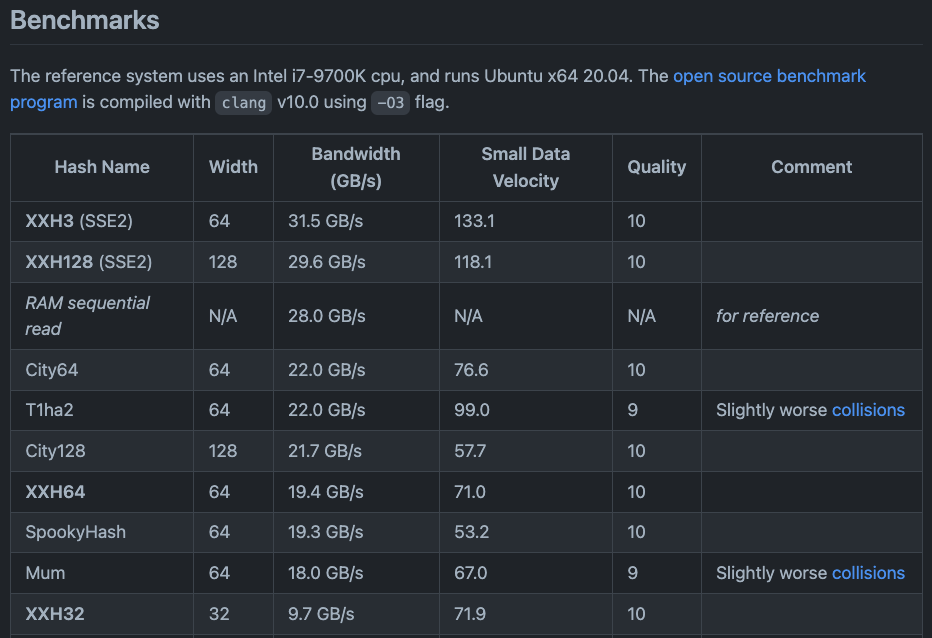 Benchmarks
The reference system uses an Intel i7-9700K cpu, and runs Ubuntu x64 20.04. The open source benchmark
program is compiled with clang v10.0 using -O3 flag.
Hash Name Width Bandwidth (GB/s) Small Data Velocity Quality Comment
XXH3 (SSE2) 64 31.5 GB/s 133.1 10
XXH128 (SSE2) 128 29.6 GB/s 118.1 10
RAM sequential read N/A 28.0 GB/s N/A N/A for reference
City64 64 22.0 GB/s 76.6 10
T1ha2 64 22.0 GB/s 99.0 9 Slightly worse collisions
City128 128 21.7 GB/s 57.7 10
XXH64 64 19.4 GB/s 71.0 10
SpookyHash 64 19.3 GB/s 53.2 10
Mum 64 18.0 GB/s 67.0 9 Slightly worse collisions
XXH32 32 9.7 GB/s 71.9 10